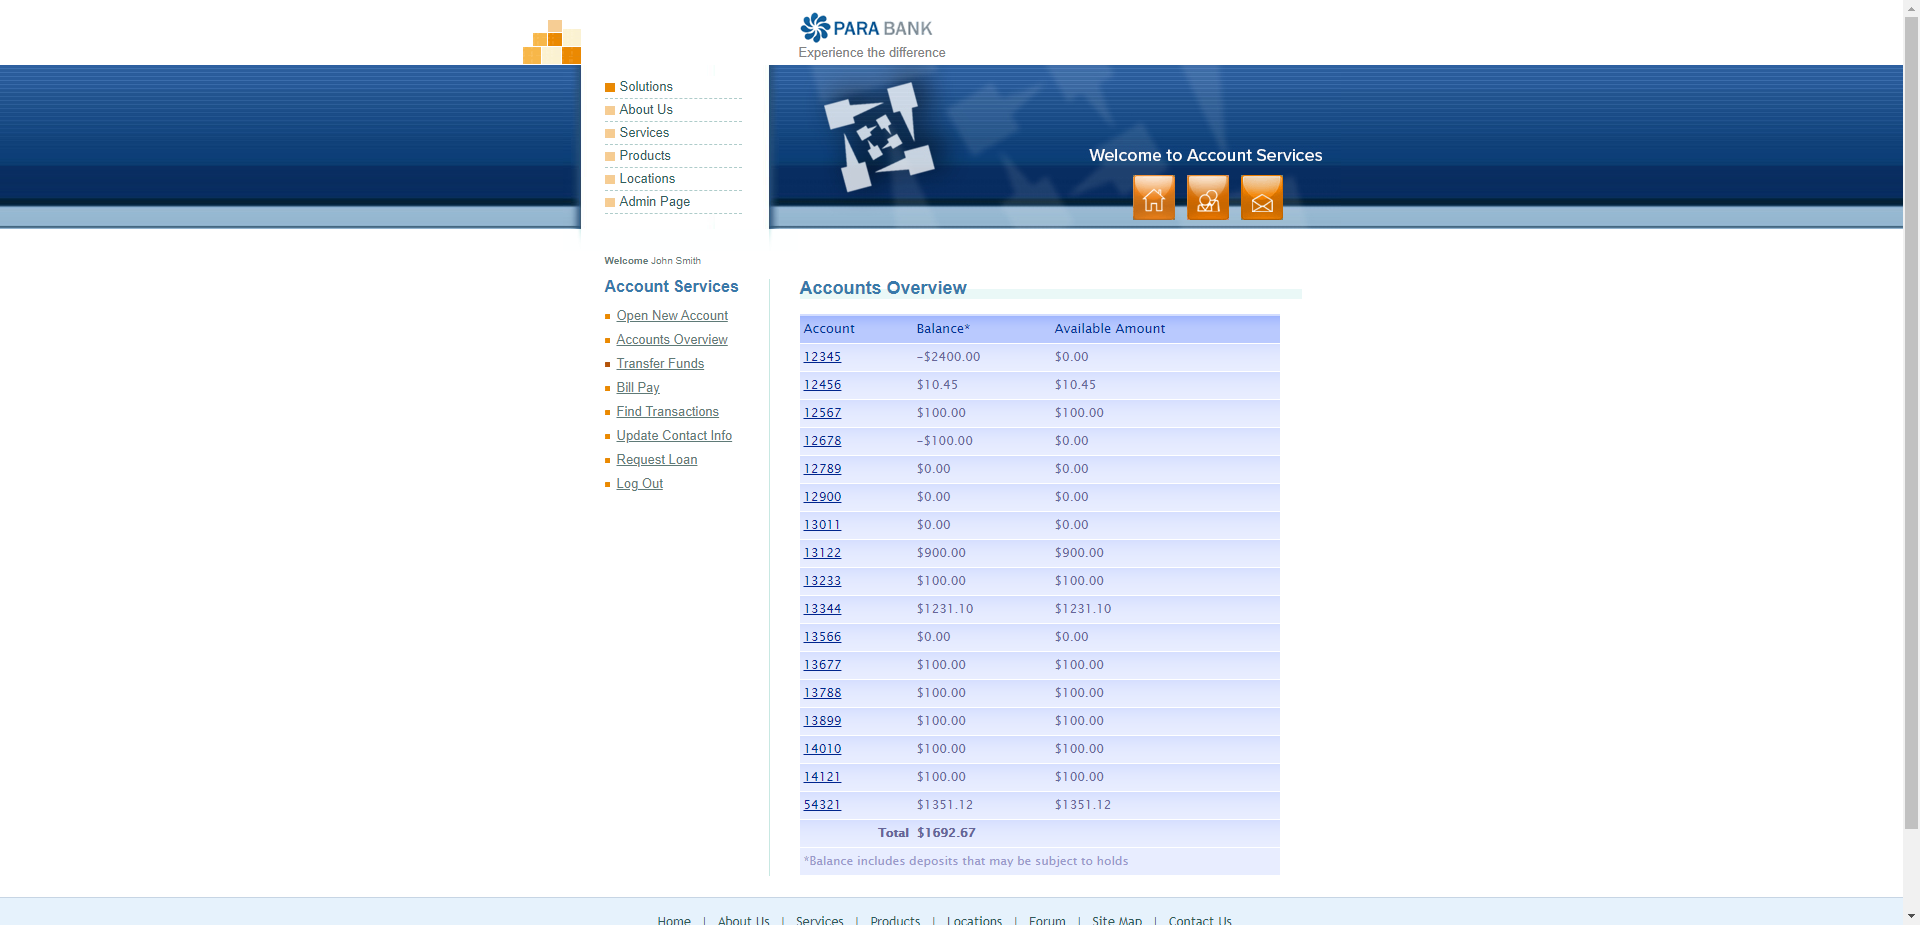 PARA BANK
Experience the difference
Solutions
About Us
Services
Products
Locations
Admin Page
Welcome to Account Services
Welcome John Smith
Account Services
Open New Account
Accounts Overview
Transfer Funds
Bill Pay
Find Transactions
Update Contact Info
Request Loan
Log Out
Accounts Overview
Account Balance* Available Amount
12345 -$2400.00 $0.00
12456 $10.45 $10.45
12567 $100.00 $100.00
12678 -$100.00 $0.00
12789 $0.00 $0.00
12900 $0.00 $0.00
13011 $0.00 $0.00
13122 $900.00 $900.00
13233 $100.00 $100.00
13344 $1231.10 $1231.10
13566 $0.00 $0.00
13677 $100.00 $100.00
13788 $100.00 $100.00
13899 $100.00 $100.00
14010 $100.00 $100.00
14121 $100.00 $100.00
54321 $1351.12 $1351.12
Total $1692.67
*Balance includes deposits that may be subject to holds
Home | About Us | Services | Products | Locations | Forum | Site Map | Contact Us